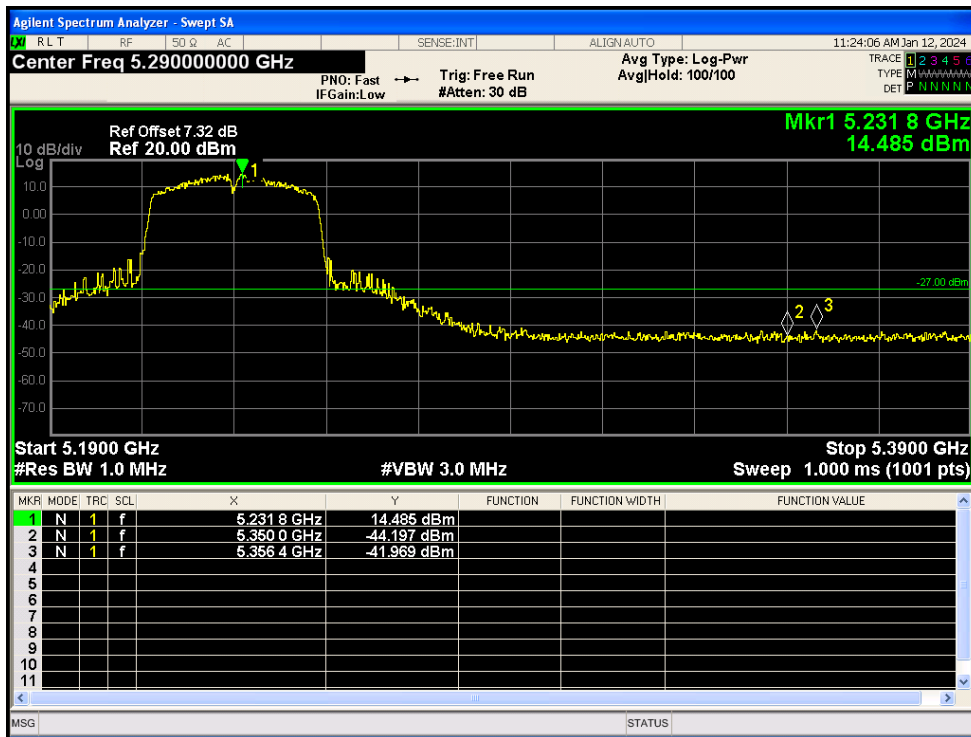 Agilent Spectrum Analyzer - Swept SA
LXI RLT RF 50 Ω AC SENSE:INT ALIGN AUTO 11:24:06 AM Jan 12, 2024
Center Freq 5.290000000 GHz Avg Type: Log-Pwr TRACE 1 2 3 4 5 6
PNO: Fast Trig: Free Run Avg|Hold: 100/100 TYPE M
IFGain:Low #Atten: 30 dB DET P N N N N N
Mkr1 5.231 8 GHz
14.485 dBm
Ref Offset 7.32 dB
10 dB/div Ref 20.00 dBm
Log
1
10.0
0.00
-10.0
-20.0
-27.00 dBm
-30.0
2 3
-40.0
-50.0
-60.0
-70.0
Start 5.1900 GHz Stop 5.3900 GHz
#Res BW 1.0 MHz #VBW 3.0 MHz Sweep 1.000 ms (1001 pts)
MKR MODE TRC SCL X Y FUNCTION FUNCTION WIDTH FUNCTION VALUE
1 N 1 f 5.231 8 GHz 14.485 dBm
2 N 1 f 5.350 0 GHz -44.197 dBm
3 N 1 f 5.356 4 GHz -41.969 dBm
4
5
6
7
8
9
10
11
MSG STATUS